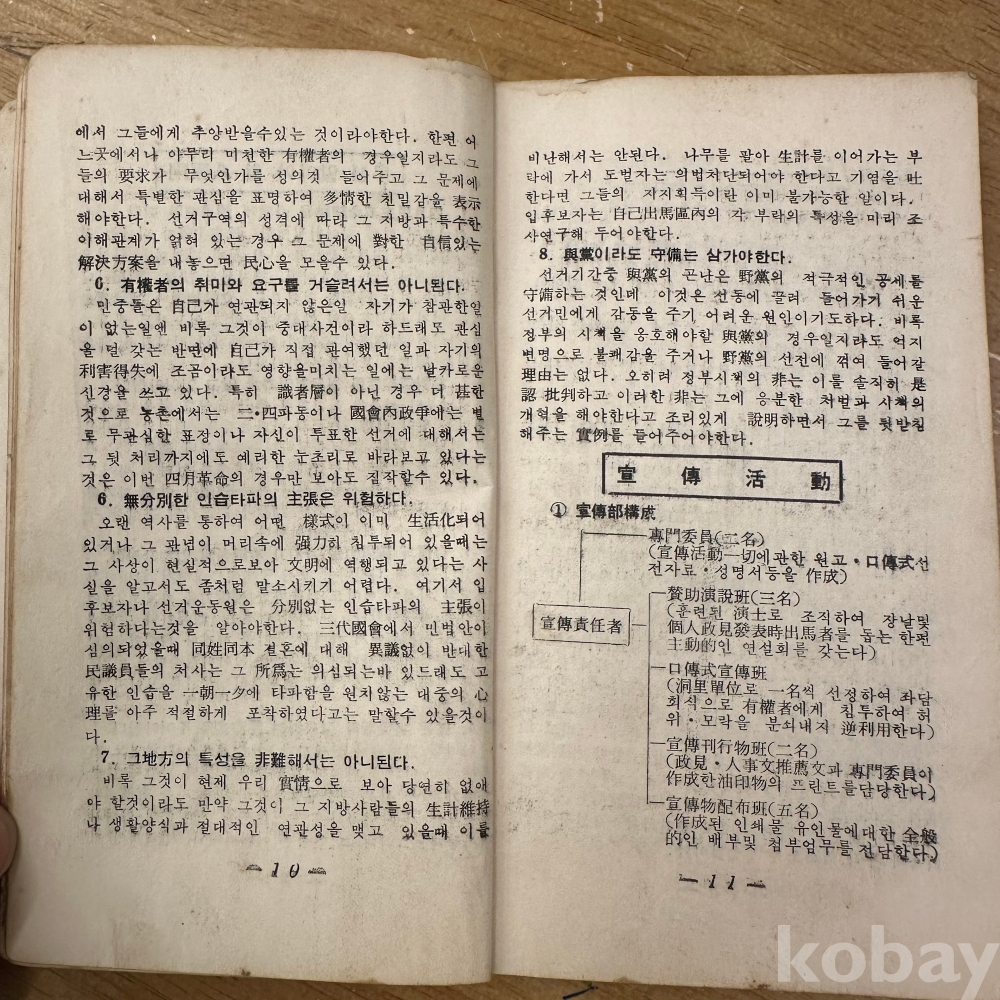 에서 그들에게 추앙받을수있는 것이라야한다. 한편 어
느곳에서나 아무리 미천한 有權者의 경우일지라도 그
들의 要求가 무엇인가를 성의껏 들어주고 그 문제에
대해서 특별한 관심을 표명하여 多情한 친밀감을 表示
해야한다. 선거구역의 성격에 따라 그 지방과 특수한
이해관계가 얽혀 있는 경우 그 문제에 對한 自信있는
解決方案을 내놓으면 民心을 모을수 있다.
6. 有權者의 취미와 요구를 거슬려서는 아니된다.
민중들은 自己가 연관되지 않은일 자기가 참관한일
이 없는일엔 비록 그것이 중대사건이라 하드래도 관심
을 덜 갖는 반면에 自己가 직접 관여했던 일과 자기의
利害得失에 조곰이라도 영향을미치는 일에는 날카로운
신경을 쓰고 있다. 특히 識者層이 아닌 경우 더 甚한
것으로 농촌에서는 二•四파동이나 國會內政爭에는 별
로 무관심한 표정이나 자신이 투표한 선거에 대해서는
그 뒷 처리까지에도 예리한 눈초리로 바라보고 있다는
것은 이번 四月革命의 경우만 보아도 짐작할수 있다.
6. 無分別한 인습타파의 主張은 위험하다.
오랜 역사를 통하여 어떤 樣式이 이미 生活化되어
있거나 그 관념이 머리속에 强力히 침투되어 있을때는
그 사상이 현실적으로보아 文明에 역행되고 있다는 사
실을 알고서도 좀처럼 말소시키기 어렵다. 여기서 입
후보자나 선거운동원은 分別없는 인습타파의 主張이
위험하다는것을 알아야한다. 三代國會에서 민법안이
심의되었을때 同姓同本 결혼에 대해 異議없이 반대한
民議員들의 처사는 그 所爲는 의심되는바 있드래도 고
유한 인습을 一朝一夕에 타파함을 원치않는 대중의 心
理를 아주 적절하게 포착하였다고는 말할수 있을것이
다.
7. 그地方의 특성을 非難해서는 아니된다.
비록 그것이 현제 우리 實情으로 보아 당연히 없애
야 할것이라도 만약 그것이 그 지방사람들의 生計維持
나 생활양식과 절대적인 연관성을 맺고 있을때 이를
— 10 —
비난해서는 안된다. 나무를 팔아 生計를 이어가는 부
락에 가서 도벌자는 의법처단되어야 한다고 기염을 吐
한다면 그들의 지지획득이란 이미 불가능한 일이다.
입후보자는 自己出馬區內의 각 부락의 특성을 미리 조
사연구해 두어야한다.
8. 與黨이라도 守備는 삼가야한다.
선거기간중 與黨의 곤난은 野黨의 적극적인 공세를
守備하는 것인데 이것은 선동에 끌려 들어가기 쉬운
선거민에게 감동을 주기 어려운 원인이기도하다. 비록
정부의 시책을 옹호해야할 與黨의 경우일지라도 억지
변명으로 불쾌감을 주거나 野黨의 선전에 꺾여 들어갈
理由는 없다. 오히려 정부시책의 非는 이를 솔직히 是
認 批判하고 이러한 非는 그에 응분한 처벌과 시책의
개혁을 해야한다고 조리있게 說明하면서 그를 뒷받침
해주는 實例를 들어주어야한다.
宣傳活動
① 宣傳部構成
宣傳責任者
專門委員(二名)
(宣傳活動一切에관한 원고•口傳式선
전자료•성명서등을 作成)
贊助演說班(三名)
(훈련된 演士로 조직하여 장날및
個人政見發表時出馬者를 돕는 한편
主動的인 연설회를 갖는다)
口傳式宣傳班
(洞里單位로 一名씩 선정하여 좌담
회식으로 有權者에게 침투하여 허
위•모락을 분쇄내지 逆利用한다)
宣傳刊行物班(二名)
(政見•人事文推薦文과 專門委員이
作成한油印物의 프린트를담당한다)
宣傳物配布班(五名)
(作成된 인쇄물 유인물에대한 全般
的인 배부및 첨부업무를 전담한다)
— 11 —
kobay